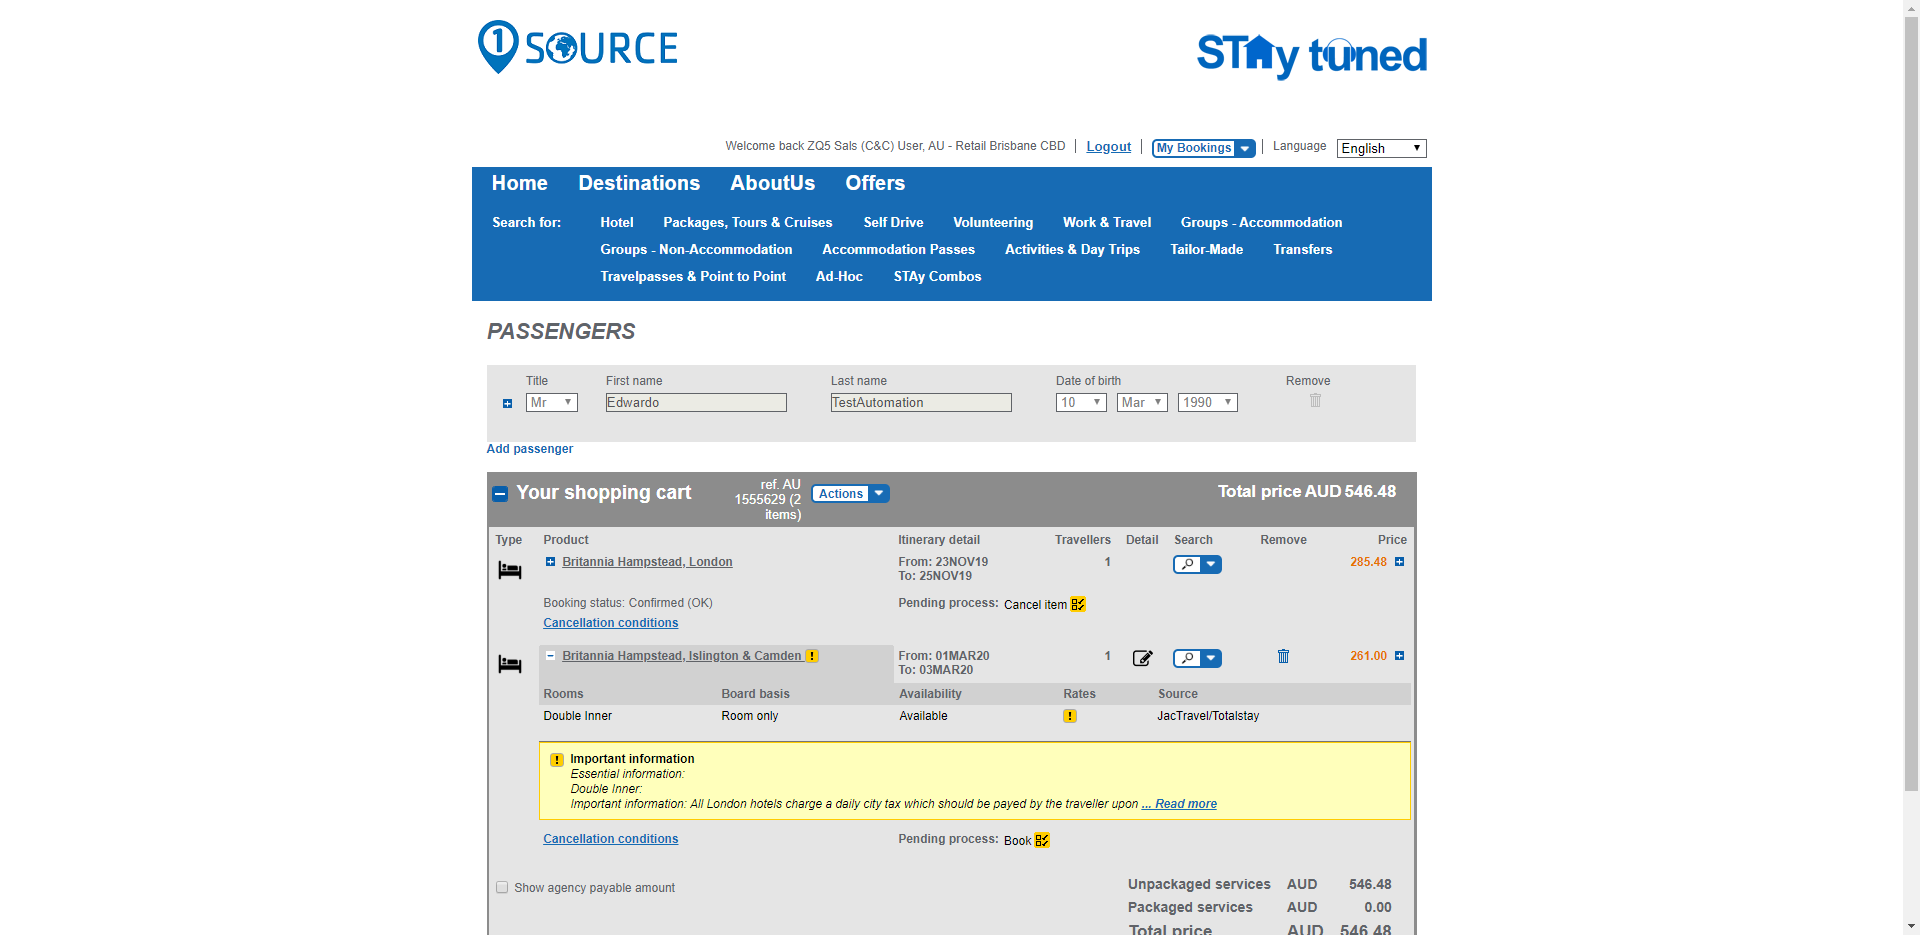 1 SOURCE
STAy tuned
Welcome back ZQ5 Sals (C&C) User, AU - Retail Brisbane CBD Logout My Bookings Language English
Home Destinations AboutUs Offers
Search for: Hotel Packages, Tours & Cruises Self Drive Volunteering Work & Travel Groups - Accommodation
Groups - Non-Accommodation Accommodation Passes Activities & Day Trips Tailor-Made Transfers
Travelpasses & Point to Point Ad-Hoc STAy Combos
PASSENGERS
Title First name Last name Date of birth Remove
Mr Edwardo TestAutomation 10 Mar 1990
Add passenger
Your shopping cart ref. AU 1555629 (2 items) Actions Total price AUD 546.48
Type Product Itinerary detail Travellers Detail Search Remove Price
Britannia Hampstead, London From: 23NOV19 1 285.48
To: 25NOV19
Booking status: Confirmed (OK) Pending process: Cancel item
Cancellation conditions
Britannia Hampstead, Islington & Camden From: 01MAR20 1 261.00
To: 03MAR20
Rooms Board basis Availability Rates Source
Double Inner Room only Available JacTravel/Totalstay
Important information
Essential information:
Double Inner:
Important information: All London hotels charge a daily city tax which should be payed by the traveller upon ... Read more
Cancellation conditions Pending process: Book
Show agency payable amount Unpackaged services AUD 546.48
Packaged services AUD 0.00
Total price AUD 546.48